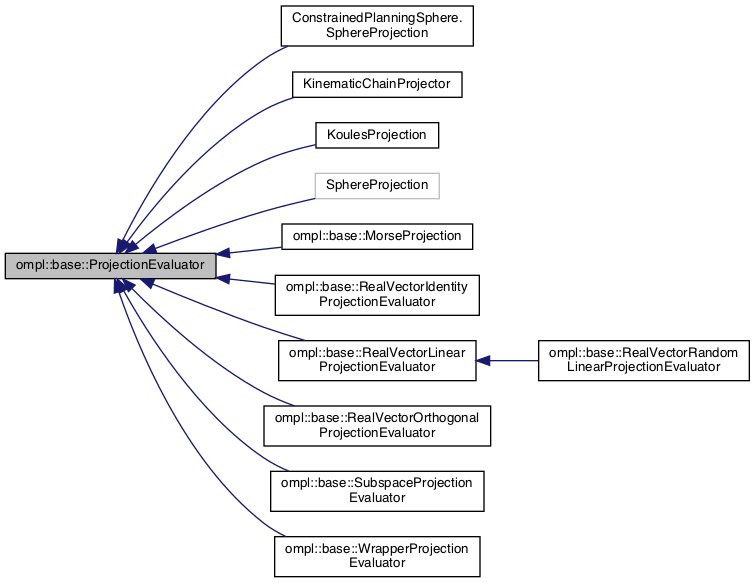 ConstrainedPlanningSphere.
SphereProjection
KinematicChainProjector
KoulesProjection
SphereProjection
ompl::base::MorseProjection
ompl::base::ProjectionEvaluator
ompl::base::RealVectorIdentity
ProjectionEvaluator
ompl::base::RealVectorLinear
ProjectionEvaluator
ompl::base::RealVectorRandom
LinearProjectionEvaluator
ompl::base::RealVectorOrthogonal
ProjectionEvaluator
ompl::base::SubspaceProjection
Evaluator
ompl::base::WrapperProjection
Evaluator